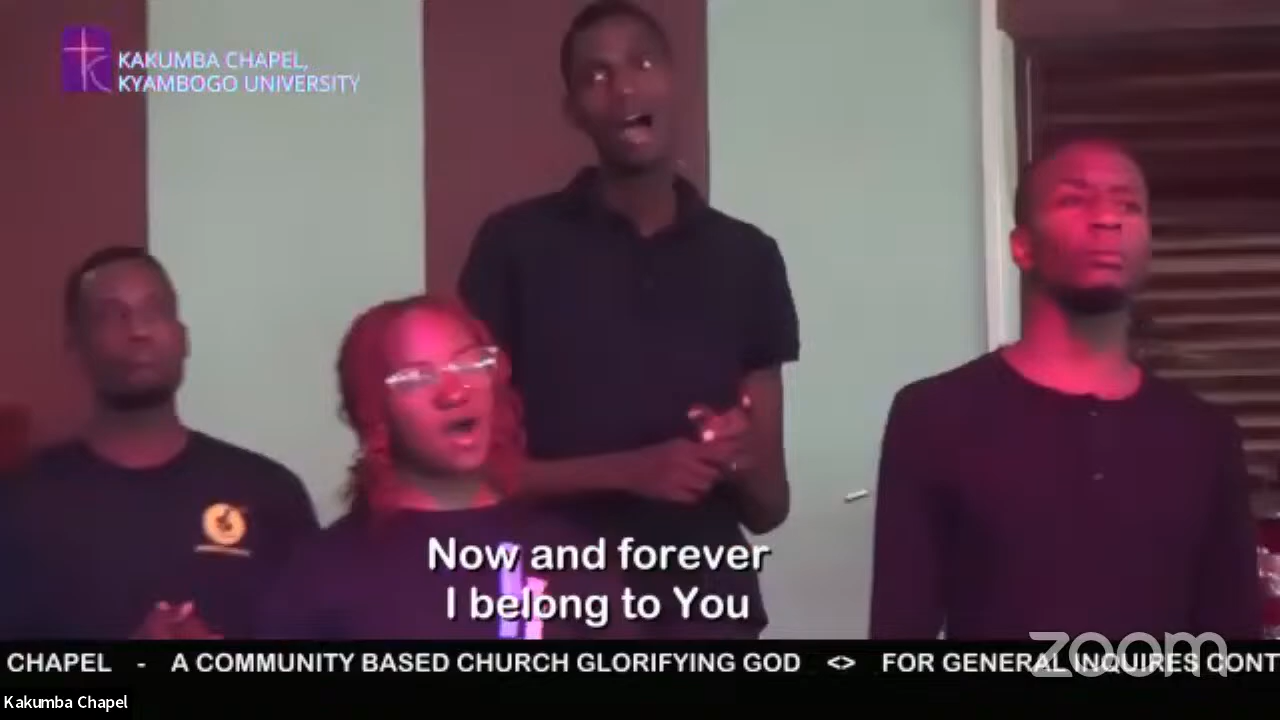 KAKUMBA CHAPEL,
KYAMBOGO UNIVERSITY
Now and forever
I belong to You
CHAPEL - A COMMUNITY BASED CHURCH GLORIFYING GOD <> FOR GENERAL INQUIRES CONT
zoom
Kakumba Chapel